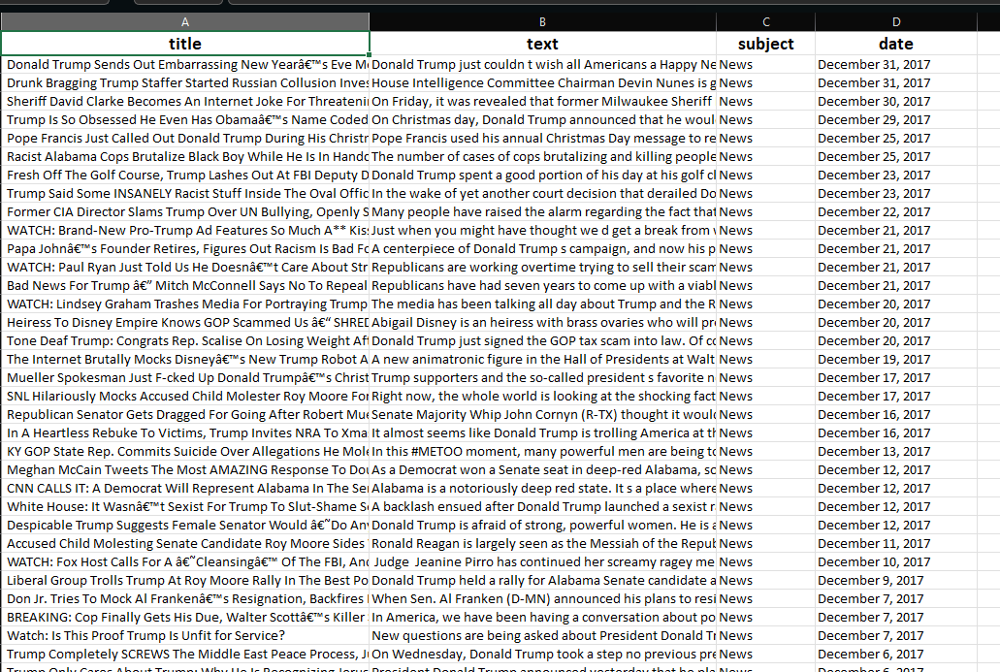 A B C D
title text subject date
Donald Trump Sends Out Embarrassing New Yearâ€™s Eve M Donald Trump just couldn t wish all Americans a Happy Ne News December 31, 2017
Drunk Bragging Trump Staffer Started Russian Collusion Inves House Intelligence Committee Chairman Devin Nunes is g News December 31, 2017
Sheriff David Clarke Becomes An Internet Joke For Threateni On Friday, it was revealed that former Milwaukee Sheriff News December 30, 2017
Trump Is So Obsessed He Even Has Obamaâ€™s Name Coded On Christmas day, Donald Trump announced that he woul News December 29, 2017
Pope Francis Just Called Out Donald Trump During His Christr Pope Francis used his annual Christmas Day message to re News December 25, 2017
Racist Alabama Cops Brutalize Black Boy While He Is In Handc The number of cases of cops brutalizing and killing people News December 25, 2017
Fresh Off The Golf Course, Trump Lashes Out At FBI Deputy D Donald Trump spent a good portion of his day at his golf cl News December 23, 2017
Trump Said Some INSANELY Racist Stuff Inside The Oval Offic In the wake of yet another court decision that derailed Do News December 23, 2017
Former CIA Director Slams Trump Over UN Bullying, Openly S Many people have raised the alarm regarding the fact that News December 22, 2017
WATCH: Brand-New Pro-Trump Ad Features So Much A** Kis Just when you might have thought we d get a break from News December 21, 2017
Papa Johnâ€™s Founder Retires, Figures Out Racism Is Bad Fo A centerpiece of Donald Trump s campaign, and now his p News December 21, 2017
WATCH: Paul Ryan Just Told Us He Doesnâ€™t Care About Str Republicans are working overtime trying to sell their scam News December 21, 2017
Bad News For Trump â€” Mitch McConnell Says No To Repeal Republicans have had seven years to come up with a viabl News December 21, 2017
WATCH: Lindsey Graham Trashes Media For Portraying Trump The media has been talking all day about Trump and the R News December 20, 2017
Heiress To Disney Empire Knows GOP Scammed Us â€“ SHRED Abigail Disney is an heiress with brass ovaries who will pr News December 20, 2017
Tone Deaf Trump: Congrats Rep. Scalise On Losing Weight Aft Donald Trump just signed the GOP tax scam into law. Of co News December 20, 2017
The Internet Brutally Mocks Disneyâ€™s New Trump Robot A A new animatronic figure in the Hall of Presidents at Walt News December 19, 2017
Mueller Spokesman Just F-cked Up Donald Trumpâ€™s Christ Trump supporters and the so-called president s favorite n News December 17, 2017
SNL Hilariously Mocks Accused Child Molester Roy Moore For Right now, the whole world is looking at the shocking fact News December 17, 2017
Republican Senator Gets Dragged For Going After Robert Mue Senate Majority Whip John Cornyn (R-TX) thought it would News December 16, 2017
In A Heartless Rebuke To Victims, Trump Invites NRA To Xma It almost seems like Donald Trump is trolling America at th News December 16, 2017
KY GOP State Rep. Commits Suicide Over Allegations He Mole In this #METOO moment, many powerful men are being to News December 13, 2017
Meghan McCain Tweets The Most AMAZING Response To Dou As a Democrat won a Senate seat in deep-red Alabama, sc News December 12, 2017
CNN CALLS IT: A Democrat Will Represent Alabama In The Se Alabama is a notoriously deep red state. It s a place where News December 12, 2017
White House: It Wasnâ€™t Sexist For Trump To Slut-Shame S A backlash ensued after Donald Trump launched a sexist r News December 12, 2017
Despicable Trump Suggests Female Senator Would â€˜Do Any Donald Trump is afraid of strong, powerful women. He is a News December 12, 2017
Accused Child Molesting Senate Candidate Roy Moore Sides Ronald Reagan is largely seen as the Messiah of the Repub News December 11, 2017
WATCH: Fox Host Calls For A â€˜Cleansingâ€™ Of The FBI, And Judge Jeanine Pirro has continued her screamy ragey me News December 10, 2017
Liberal Group Trolls Trump At Roy Moore Rally In The Best Po Donald Trump held a rally for Alabama Senate candidate a News December 9, 2017
Don Jr. Tries To Mock Al Frankenâ€™s Resignation, Backfires When Sen. Al Franken (D-MN) announced his plans to resi News December 7, 2017
BREAKING: Cop Finally Gets His Due, Walter Scottâ€™s Killer In America, we have been having a conversation about po News December 7, 2017
Watch: Is This Proof Trump Is Unfit for Service? New questions are being asked about President Donald Tr News December 7, 2017
Trump Completely SCREWS The Middle East Peace Process, J On Wednesday, Donald Trump took a step no previous pre News December 6, 2017